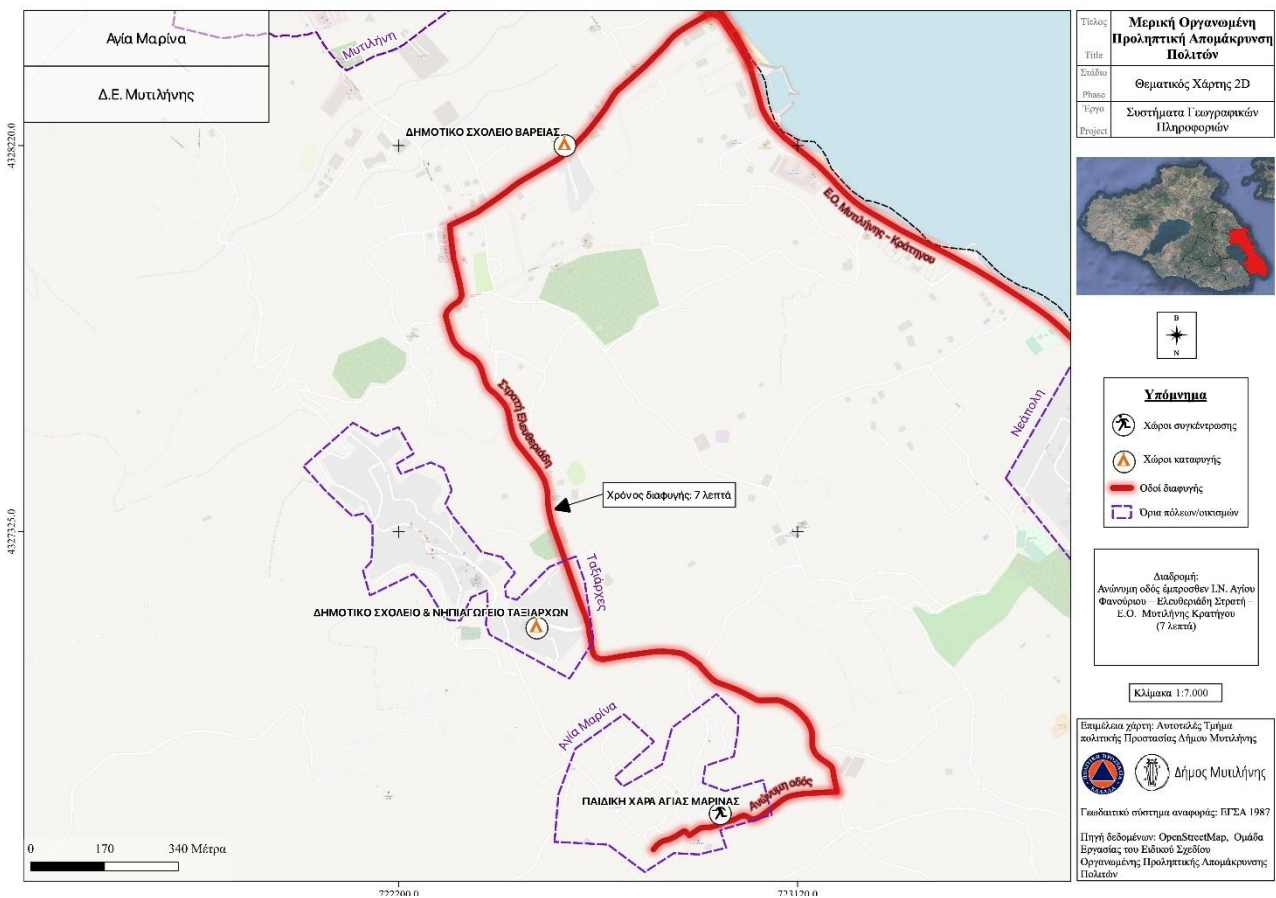 Αγία Μαρίνα
Δ.Ε. Μυτιλήνης
Μυτιλήνη
ΔΗΜΟΤΙΚΟ ΣΧΟΛΕΙΟ ΒΑΡΕΙΑΣ
Ε.Ο. Μυτιλήνης - Κράτηγου
Στρατή Ελευθεριάδη
Χρόνος διαφυγής: 7 λεπτά
Νεάπολη
Ταξιάρχες
ΔΗΜΟΤΙΚΟ ΣΧΟΛΕΙΟ & ΝΗΠΙΑΓΩΓΕΙΟ ΤΑΞΙΑΡΧΩΝ
Αγία Μαρίνα
ΠΑΙΔΙΚΗ ΧΑΡΑ ΑΓΙΑΣ ΜΑΡΙΝΑΣ
Ανώνυμη οδός
4328220.0
4327325.0
0 170 340 Μέτρα
722200.0
723120.0
Τίτλος
Title
Μερική Οργανωμένη
Προληπτική Απομάκρυνση
Πολιτών
Στάδιο
Phase
Θεματικός Χάρτης 2D
Έργο
Project
Συστήματα Γεωγραφικών
Πληροφοριών
Β
Ν
Υπόμνημα
Χώροι συγκέντρωσης
Χώροι καταφυγής
Οδοί διαφυγής
Όρια πόλεων/οικισμών
Διαδρομή:
Ανώνυμη οδός έμπροσθεν Ι.Ν. Αγίου
Φανούριου – Ελευθεριάδη Στρατή –
Ε.Ο. Μυτιλήνης Κρατήγου
(7 λεπτά)
Κλίμακα 1:7.000
Επιμέλεια χάρτη: Αυτοτελές Τμήμα
πολιτικής Προστασίας Δήμου Μυτιλήνης
ΠΟΛΙΤΙΚΗ ΠΡΟΣΤΑΣΙΑ
ΕΛΛΑΔΑ
Δήμος Μυτιλήνης
Γεωδαιτικό σύστημα αναφοράς: ΕΓΣΑ 1987
Πηγή δεδομένων: OpenStreetMap, Ομάδα
Εργασίας του Ειδικού Σχεδίου
Οργανωμένης Προληπτικής Απομάκρυνσης
Πολιτών